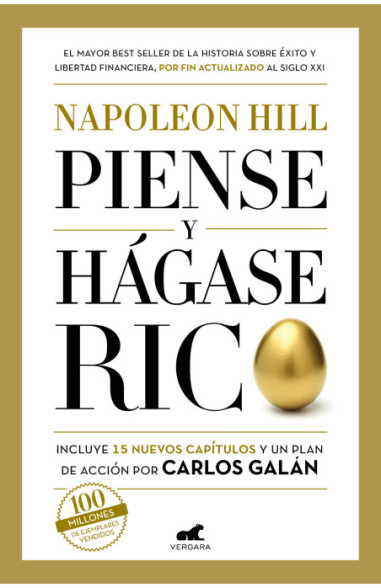 EL MAYOR BEST SELLER DE LA HISTORIA SOBRE ÉXITO Y
LIBERTAD FINANCIERA, POR FIN ACTUALIZADO AL SIGLO XXI
NAPOLEON HILL
PIENSE
Y
HÁGASE
RICO
INCLUYE 15 NUEVOS CAPÍTULOS Y UN PLAN
DE ACCIÓN POR CARLOS GALÁN
100
MILLONES
DE EJEMPLARES
VENDIDOS
VERGARA